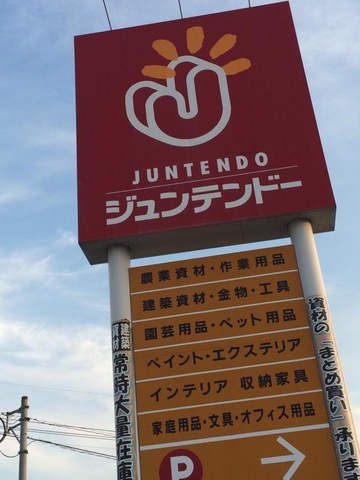 JUNTENDO
ジュンテンドー
農業資材・作業用品
建築資材・金物・工具
園芸用品・ペット用品
ペイント・エクステリア
インテリア 収納家具
家庭用品・文具・オフィス用品
P
建築資材 常時大量在庫
資材の「まとめ買い」承ります